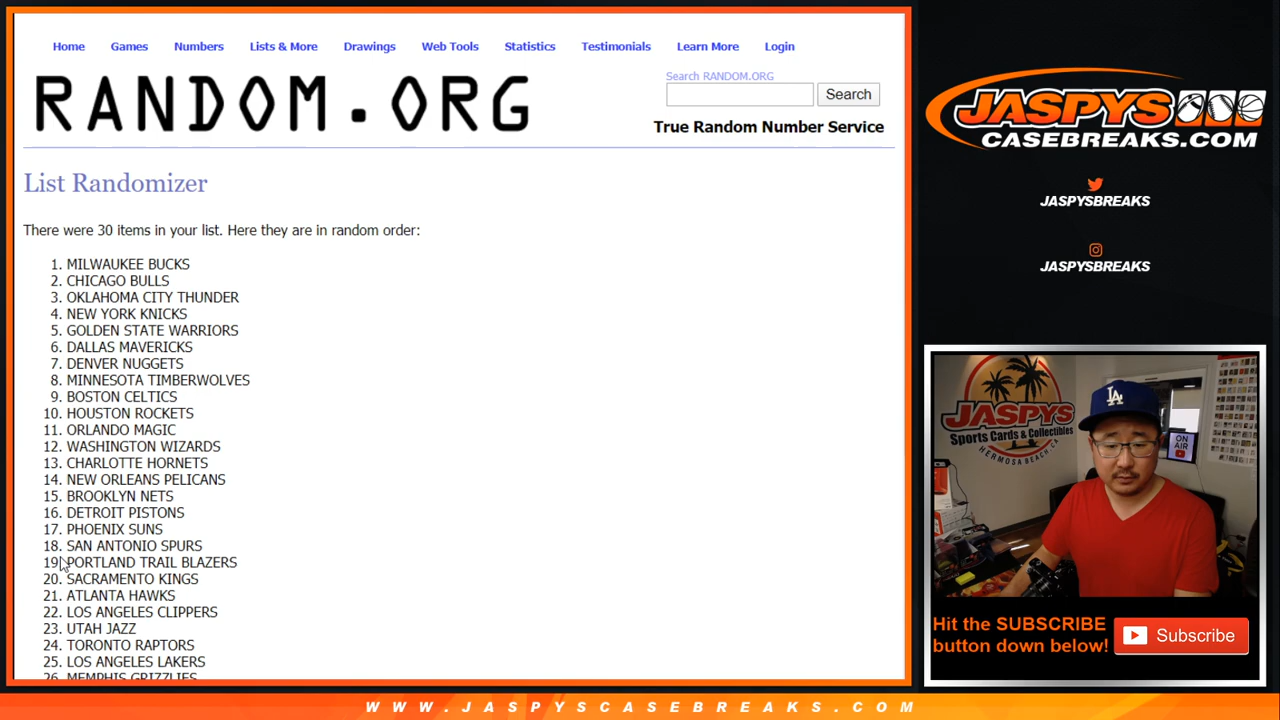 Home Games Numbers Lists & More Drawings Web Tools Statistics Testimonials Learn More Login
RANDOM.ORG
Search RANDOM.ORG
Search
True Random Number Service
List Randomizer
There were 30 items in your list. Here they are in random order:
1. MILWAUKEE BUCKS
2. CHICAGO BULLS
3. OKLAHOMA CITY THUNDER
4. NEW YORK KNICKS
5. GOLDEN STATE WARRIORS
6. DALLAS MAVERICKS
7. DENVER NUGGETS
8. MINNESOTA TIMBERWOLVES
9. BOSTON CELTICS
10. HOUSTON ROCKETS
11. ORLANDO MAGIC
12. WASHINGTON WIZARDS
13. CHARLOTTE HORNETS
14. NEW ORLEANS PELICANS
15. BROOKLYN NETS
16. DETROIT PISTONS
17. PHOENIX SUNS
18. SAN ANTONIO SPURS
19. PORTLAND TRAIL BLAZERS
20. SACRAMENTO KINGS
21. ATLANTA HAWKS
22. LOS ANGELES CLIPPERS
23. UTAH JAZZ
24. TORONTO RAPTORS
25. LOS ANGELES LAKERS
26. MEMPHIS GRIZZLIES
JASPYS
CASEBREAKS.COM
JASPYSBREAKS
JASPYSBREAKS
JASPYS
Sports Cards & Collectibles
HERMOSA BEACH, CA
LA
ON
AIR
Hit the SUBSCRIBE
button down below!
Subscribe
WWW.JASPYSCASEBREAKS.COM